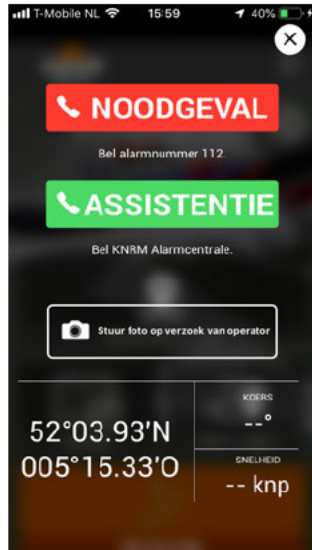 T-Mobile NL 15:59 40%
NOODGEVAL
Bel alarmnummer 112.
ASSISTENTIE
Bel KNRM Alarmcentrale.
Stuur foto op verzoek van operator
KOERS
--°
52°03.93'N
005°15.33'O
SNELHEID
-- knp